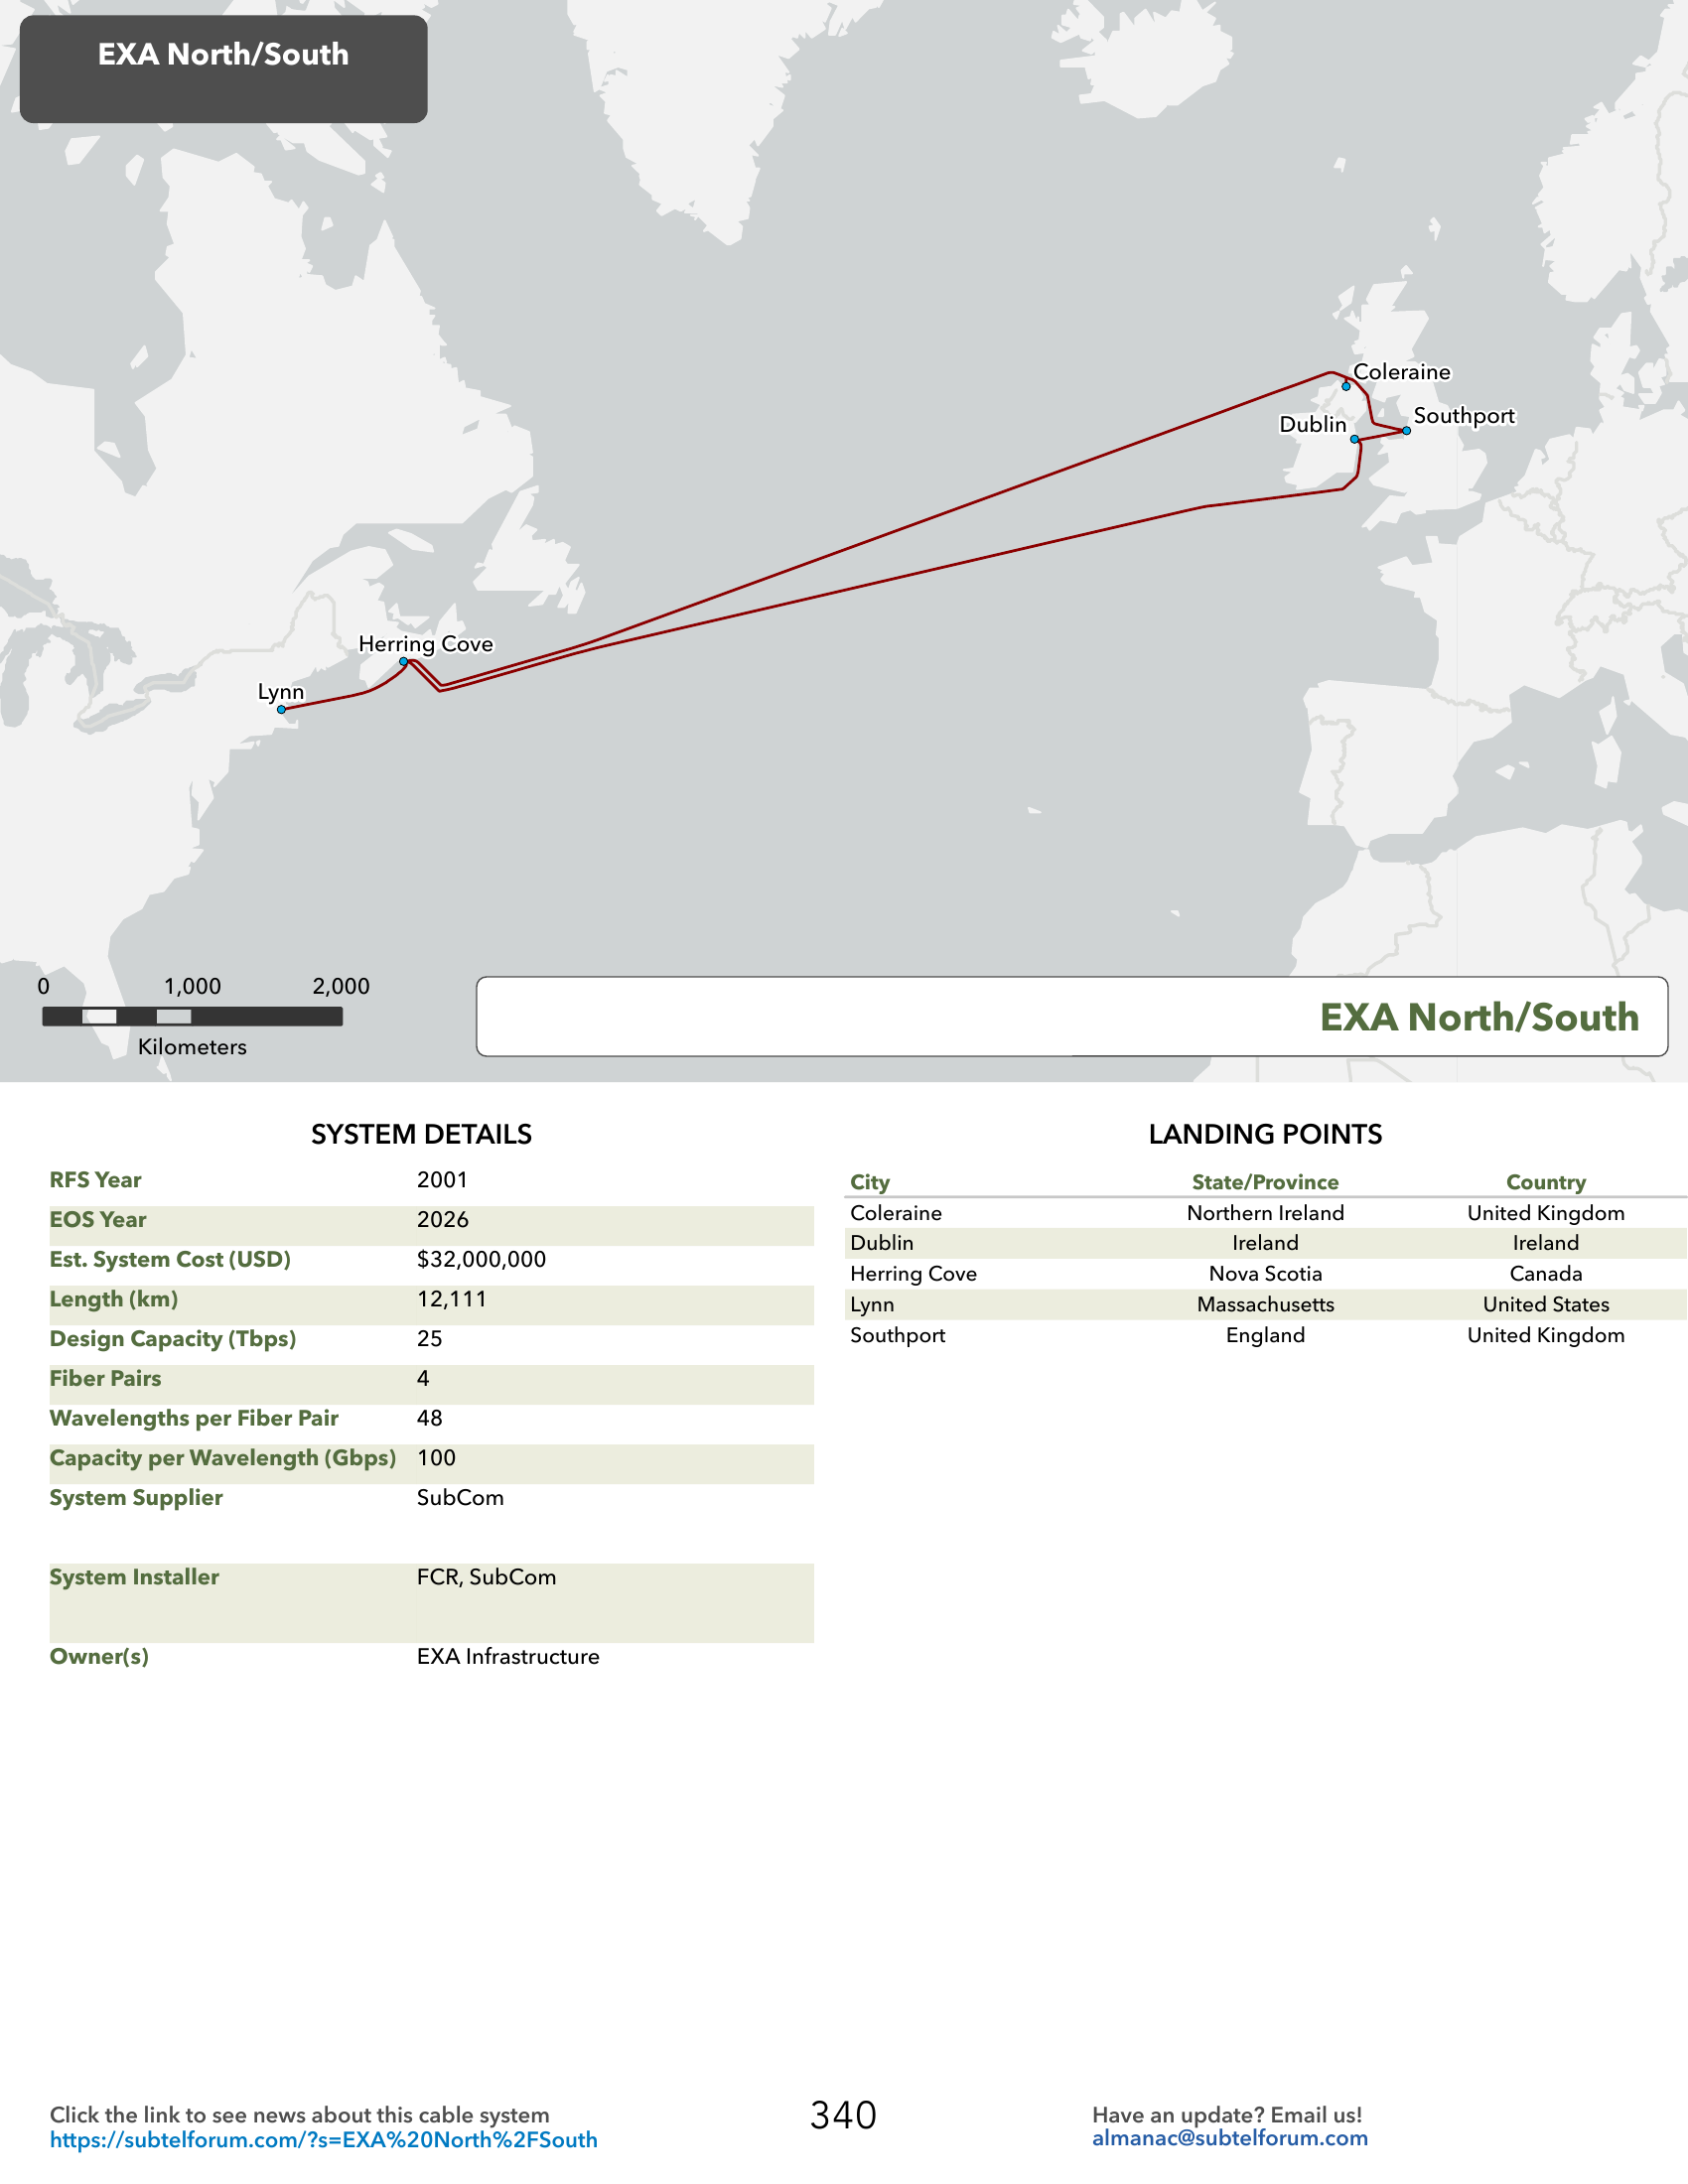 EXA North/South
Coleraine
Southport
Dublin
Herring Cove
Lynn
0 1,000 2,000
Kilometers
EXA North/South
SYSTEM DETAILS
RFS Year 2001
EOS Year 2026
Est. System Cost (USD) $32,000,000
Length (km) 12,111
Design Capacity (Tbps) 25
Fiber Pairs 4
Wavelengths per Fiber Pair 48
Capacity per Wavelength (Gbps) 100
System Supplier SubCom
System Installer FCR, SubCom
Owner(s) EXA Infrastructure
LANDING POINTS
City State/Province Country
Coleraine Northern Ireland United Kingdom
Dublin Ireland Ireland
Herring Cove Nova Scotia Canada
Lynn Massachusetts United States
Southport England United Kingdom
Click the link to see news about this cable system
https://subtelforum.com/?s=EXA%20North%2FSouth
340
Have an update? Email us!
almanac@subtelforum.com